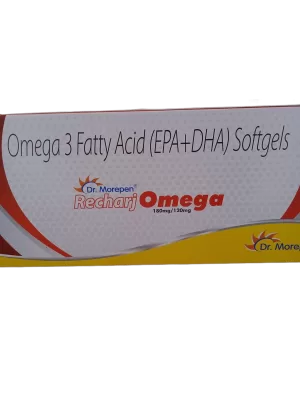 Omega 3 Fatty Acid (EPA+DHA) Softgels
Dr. Morepen
Recharj Omega
180mg/120mg
Dr. Morepen